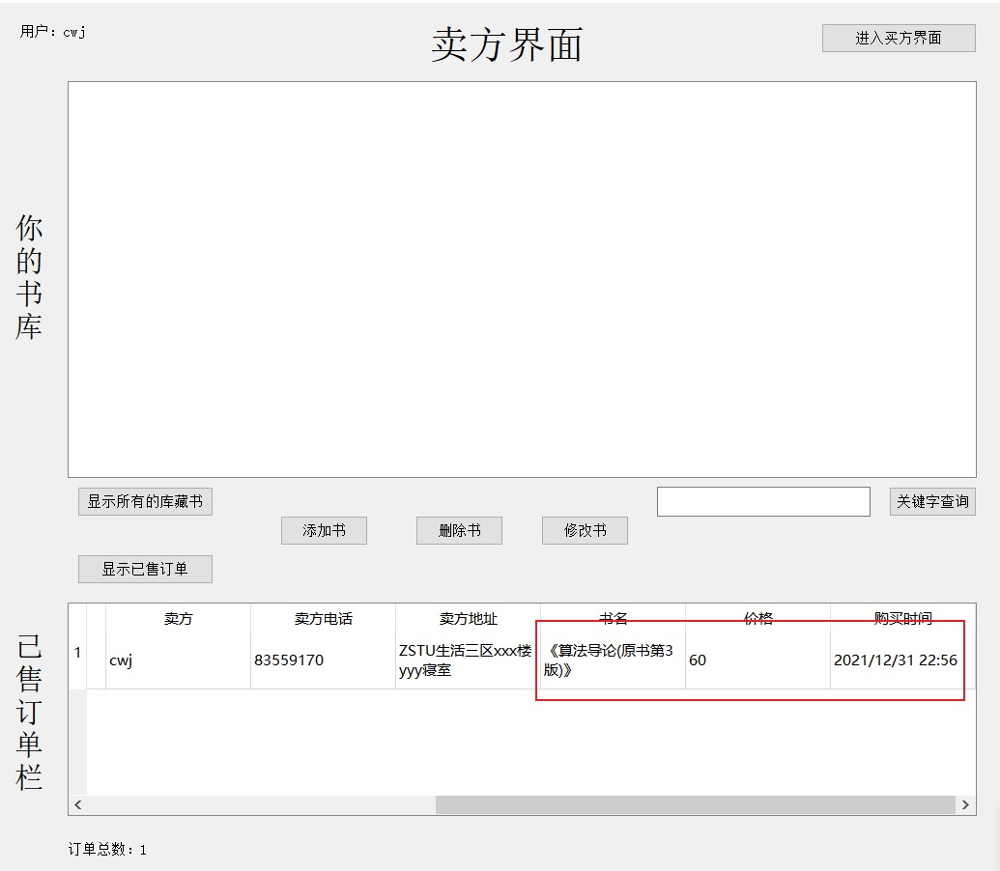 用户：cwj
卖方界面
进入买方界面
你的书库
显示所有的库藏书
关键字查询
添加书
删除书
修改书
显示已售订单
已售订单栏
卖方
卖方电话
卖方地址
书名
价格
购买时间
1
cwj
83559170
ZSTU生活三区xxx楼
yyy寝室
《算法导论(原书第3
版)》
60
2021/12/31 22:56
订单总数：1